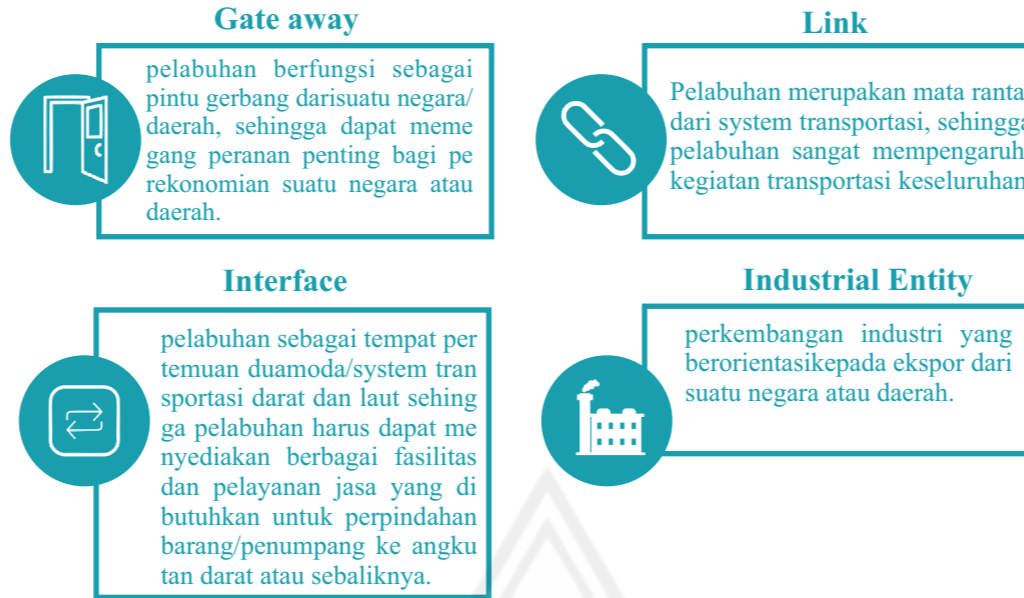 Gate away
pelabuhan berfungsi sebagai
pintu gerbang darisuatu negara/
daerah, sehingga dapat meme
gang peranan penting bagi pe
rekonomian suatu negara atau
daerah.
Link
Pelabuhan merupakan mata ranta
dari system transportasi, sehingga
pelabuhan sangat mempengaruh
kegiatan transportasi keseluruhan
Interface
pelabuhan sebagai tempat per
temuan duamoda/system tran
sportasi darat dan laut sehing
ga pelabuhan harus dapat me
nyediakan berbagai fasilitas
dan pelayanan jasa yang di
butuhkan untuk perpindahan
barang/penumpang ke angku
tan darat atau sebaliknya.
Industrial Entity
perkembangan industri yang
berorientasikepada ekspor dari
suatu negara atau daerah.